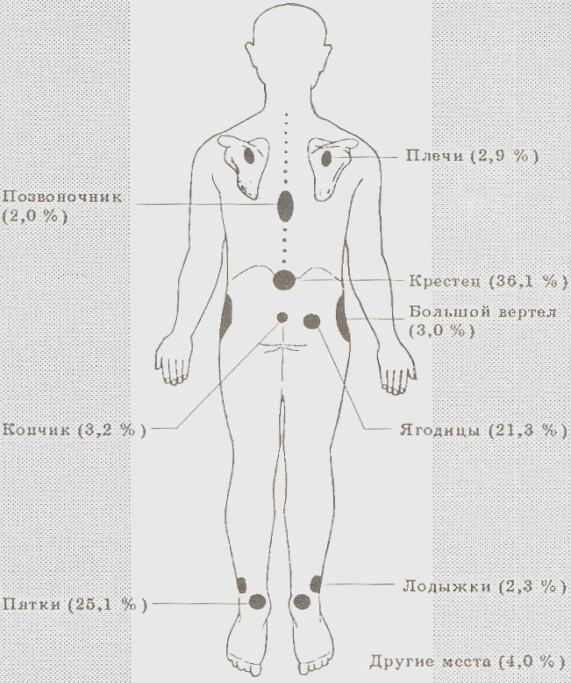 Плечи (2,9 %)
Позвоночник
(2,0 %)
Крестец (36,1 %)
Большой вертел
(3,0 %)
Копчик (3,2 %)
Ягодицы (21,3 %)
Лодыжки (2,3 %)
Пятки (25,1 %)
Другие места (4,0 %)